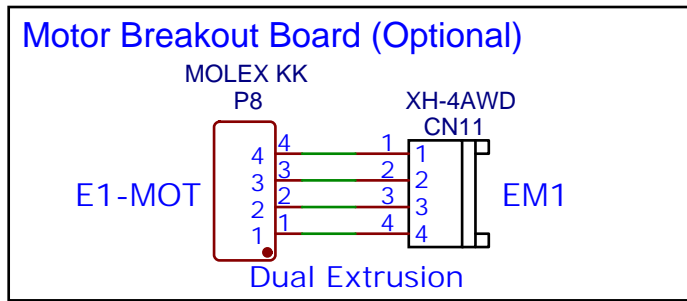 Motor Breakout Board (Optional)
MOLEX KK
P8
XH-4AWD
CN11
4 4 1 1
3 3 2 2
2 2 3 3
1 1 4 4
E1-MOT
EM1
Dual Extrusion